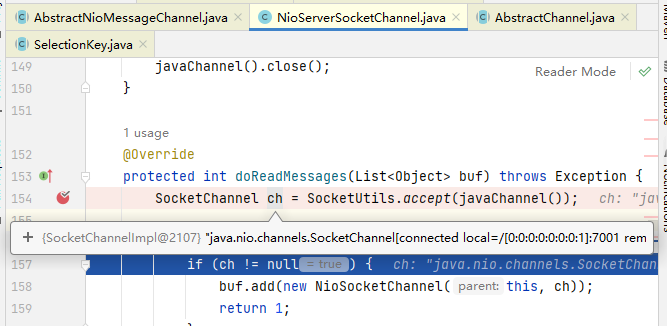 AbstractNioMessageChannel.java × NioServerSocketChannel.java × AbstractChannel.java ×
SelectionKey.java ×
149 javaChannel().close();
Reader Mode
150 }
151
1 usage
152 @Override
153 protected int doReadMessages(List<Object> buf) throws Exception {
154 SocketChannel ch = SocketUtils.accept(javaChannel()); ch: "jav
+ {SocketChannelImpl@2107} "java.nio.channels.SocketChannel[connected local=/[0:0:0:0:0:0:0:1]:7001 rem
157 if (ch != null = true ) { ch: "java.nio.channels.SocketChan
158 buf.add(new NioSocketChannel( parent: this, ch));
159 return 1;
Database
Notifications